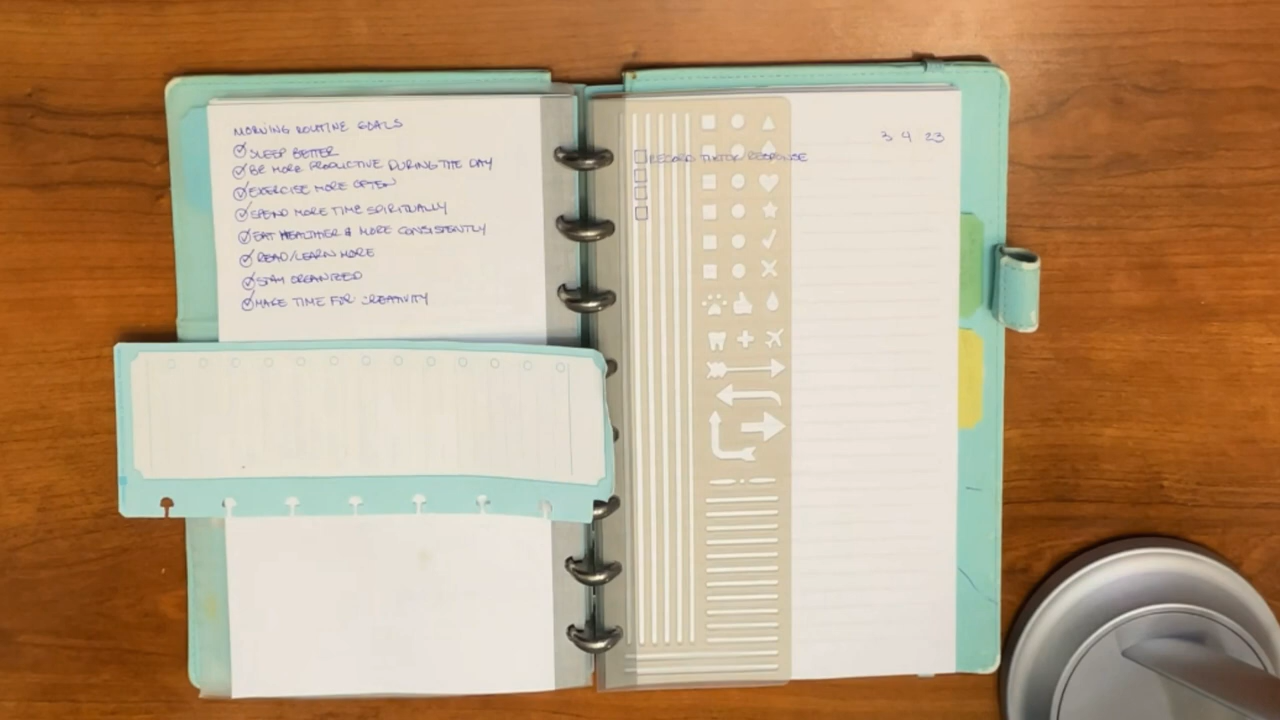 MORNING ROUTINE GOALS
SLEEP BETTER
BE MORE PRODUCTIVE DURING THE DAY
EXERCISE MORE OFTEN
SPEND MORE TIME SPIRITUALLY
EAT HEALTHIER & MORE CONSISTENTLY
READ/LEARN MORE
STAY ORGANIZED
MAKE TIME FOR CREATIVITY
3 4 23
RECORD TIKTOK RESPONSE